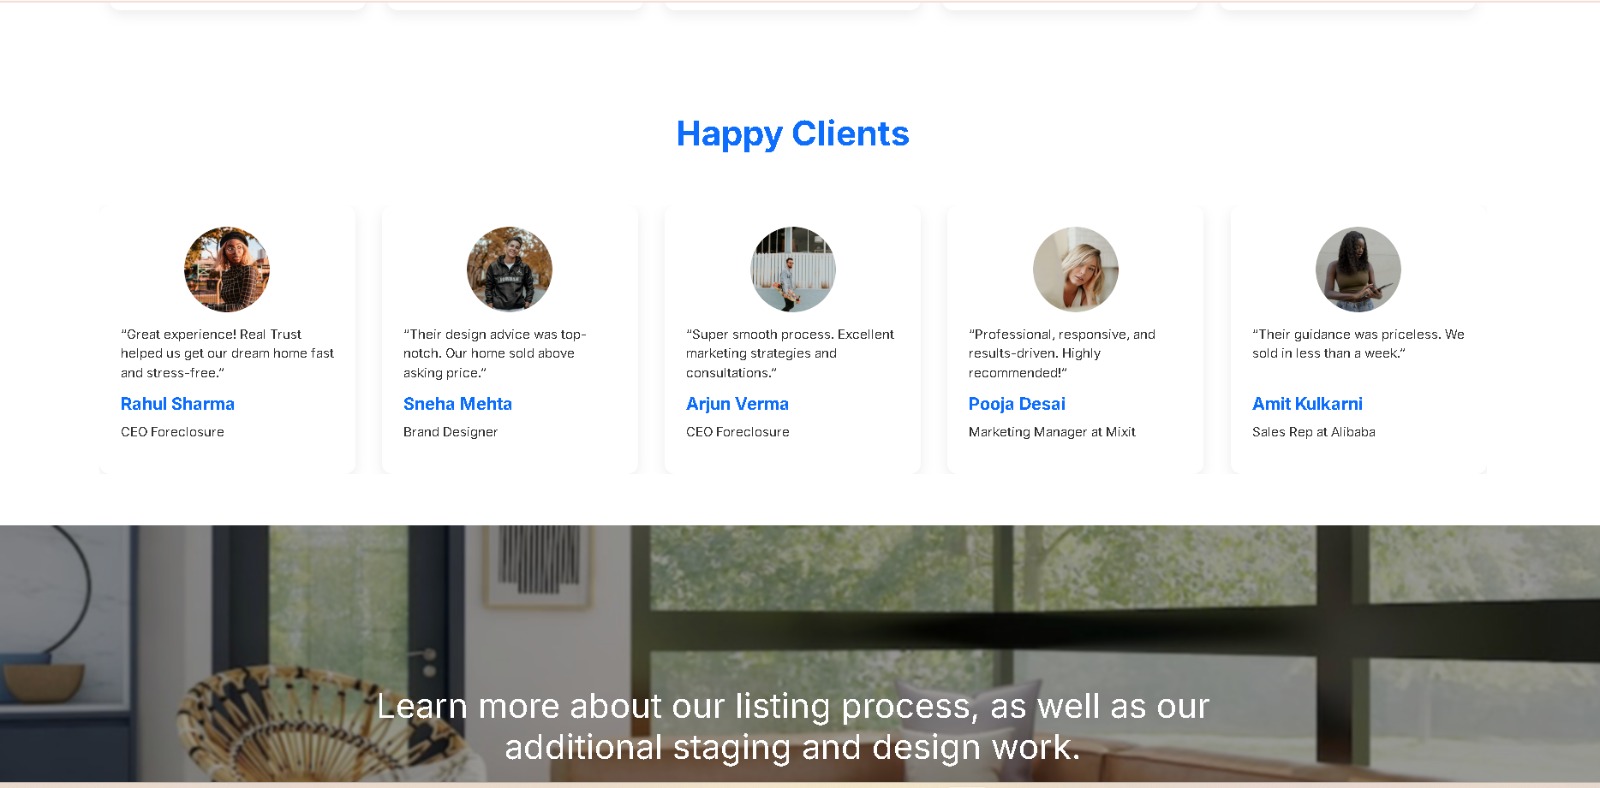 Happy Clients
“Great experience! Real Trust
helped us get our dream home fast
and stress-free.”
Rahul Sharma
CEO Foreclosure
“Their design advice was top-
notch. Our home sold above
asking price.”
Sneha Mehta
Brand Designer
“Super smooth process. Excellent
marketing strategies and
consultations.”
Arjun Verma
CEO Foreclosure
“Professional, responsive, and
results-driven. Highly
recommended!”
Pooja Desai
Marketing Manager at Mixit
“Their guidance was priceless. We
sold in less than a week.”
Amit Kulkarni
Sales Rep at Alibaba
Learn more about our listing process, as well as our
additional staging and design work.